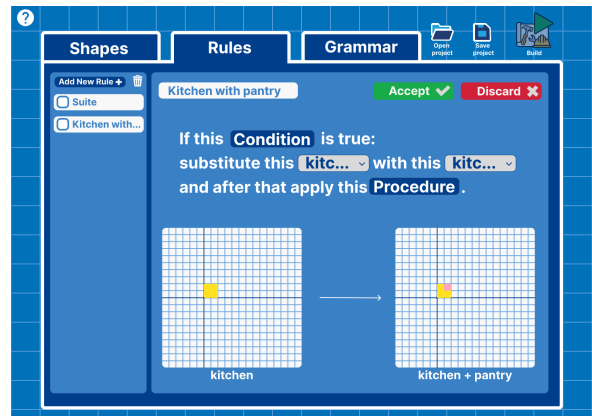 ?
Shapes
Rules
Grammar
Open project
Save project
Build
Add New Rule +
Suite
Kitchen with...
Kitchen with pantry
Accept
Discard
If this Condition is true:
substitute this kitc... with this kitc...
and after that apply this Procedure .
kitchen
kitchen + pantry